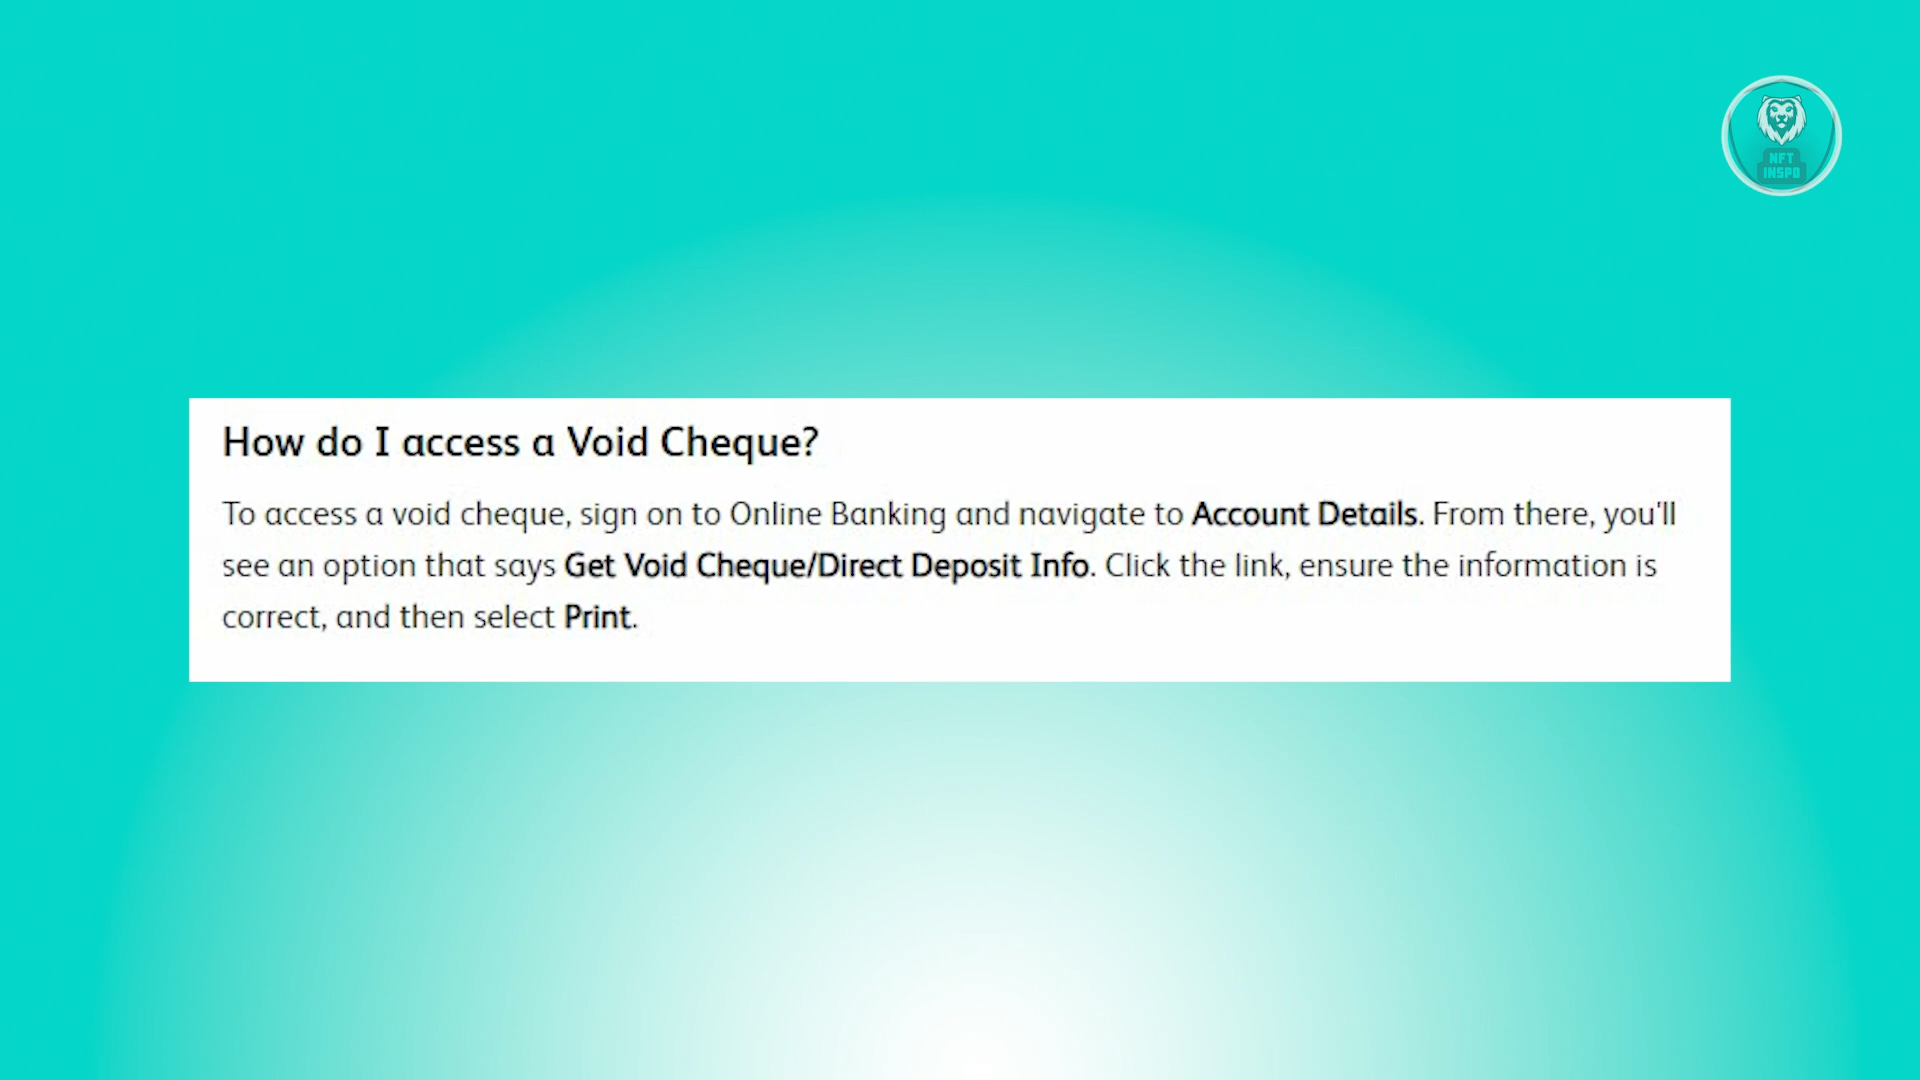 NFT
INSPO
How do I access a Void Cheque?
To access a void cheque, sign on to Online Banking and navigate to Account Details. From there, you'll
see an option that says Get Void Cheque/Direct Deposit Info. Click the link, ensure the information is
correct, and then select Print.